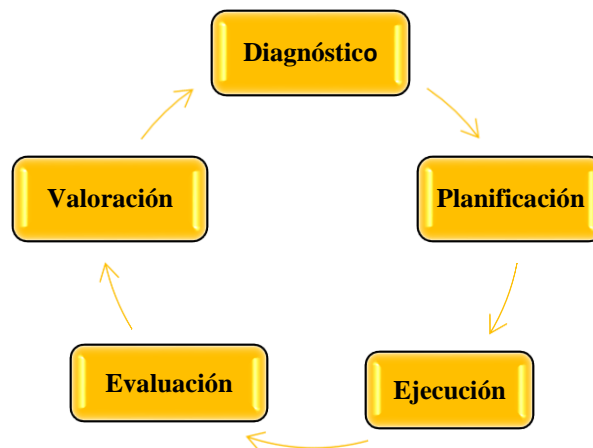 Diagnóstico
Planificación
Ejecución
Evaluación
Valoración